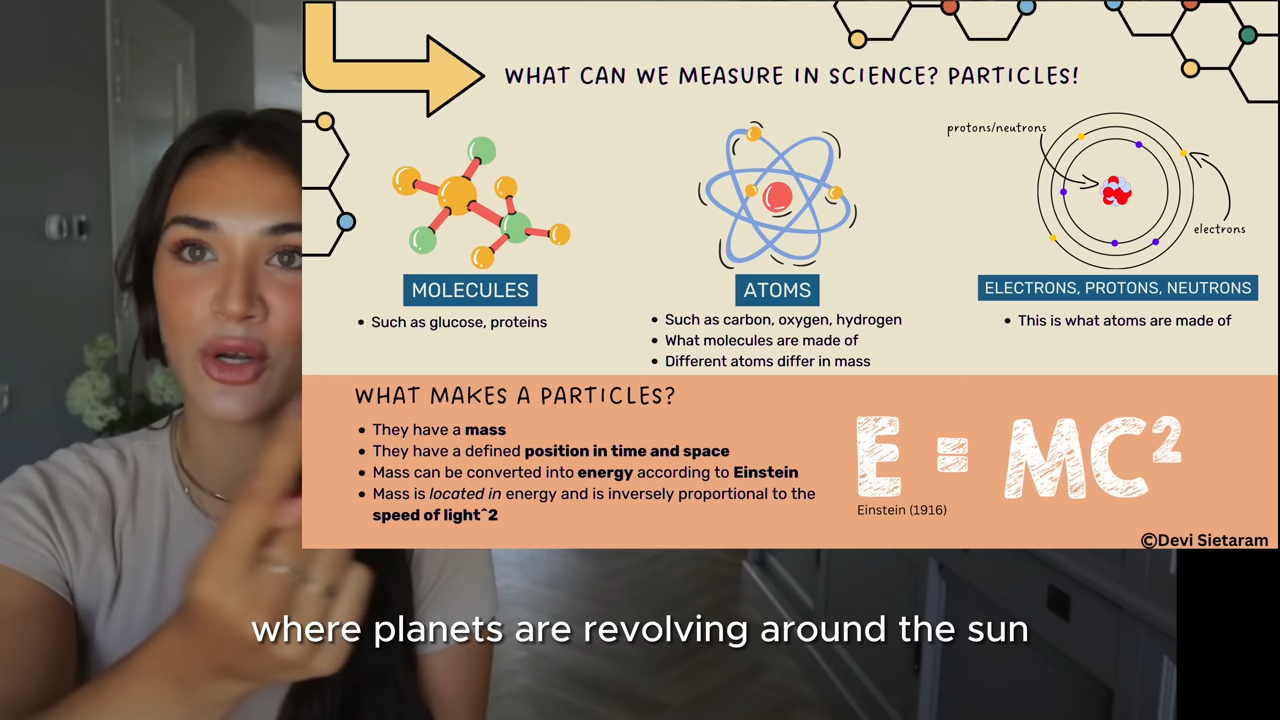 WHAT CAN WE MEASURE IN SCIENCE? PARTICLES!
protons/neutrons
electrons
MOLECULES
• Such as glucose, proteins
ATOMS
• Such as carbon, oxygen, hydrogen
• What molecules are made of
• Different atoms differ in mass
ELECTRONS, PROTONS, NEUTRONS
• This is what atoms are made of
WHAT MAKES A PARTICLES?
• They have a mass
• They have a defined position in time and space
• Mass can be converted into energy according to Einstein
• Mass is located in energy and is inversely proportional to the
speed of light^2
E = MC²
Einstein (1916)
©Devi Sietaram
where planets are revolving around the sun